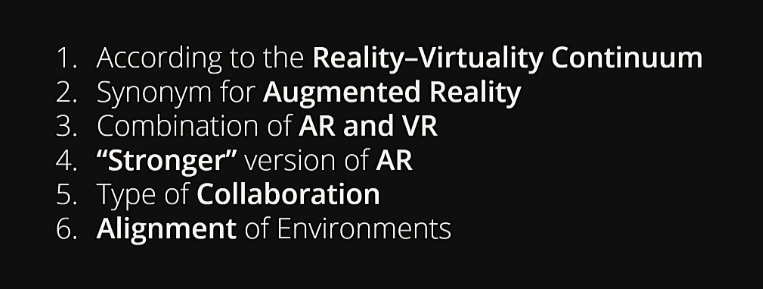 1. According to the Reality–Virtuality Continuum
2. Synonym for Augmented Reality
3. Combination of AR and VR
4. “Stronger” version of AR
5. Type of Collaboration
6. Alignment of Environments